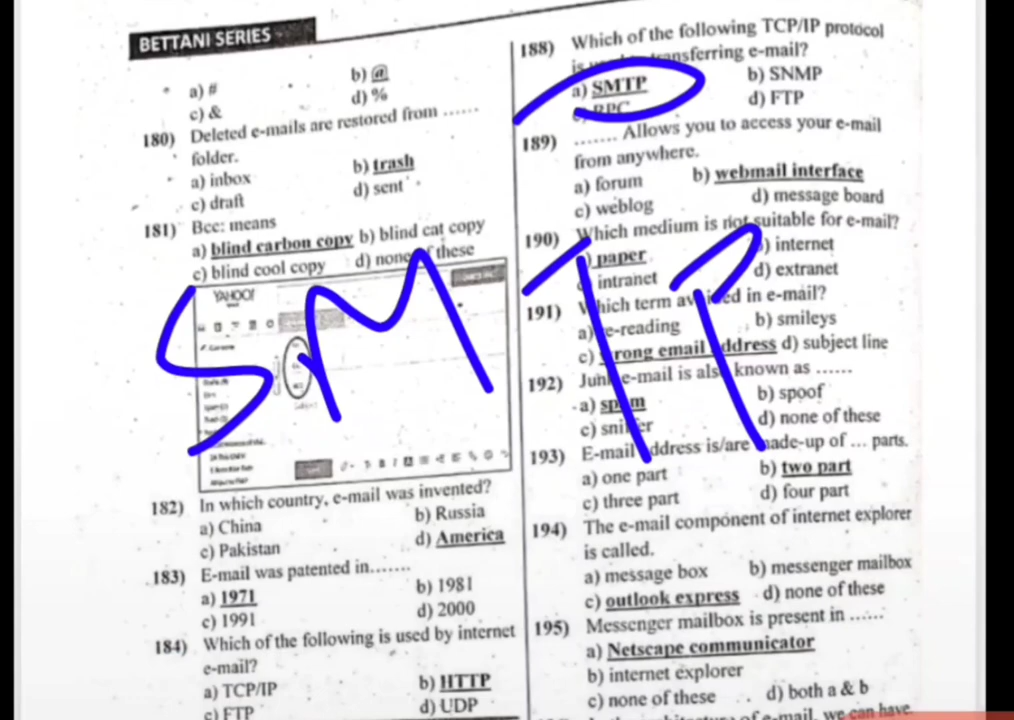 BETTANI SERIES
a) # b) @
c) & d) %
180) Deleted e-mails are restored from ......
folder.
a) inbox b) trash
c) draft d) sent
181) Bcc: means
a) blind carbon copy b) blind cat copy
c) blind cool copy d) none of these
YAHOO!
182) In which country, e-mail was invented?
a) China b) Russia
c) Pakistan d) America
183) E-mail was patented in.......
a) 1971 b) 1981
c) 1991 d) 2000
184) Which of the following is used by internet
e-mail?
a) TCP/IP b) HTTP
c) FTP d) UDP
188) Which of the following TCP/IP protocol
is transferring e-mail?
a) SMTP b) SNMP
RPC d) FTP
189) ....... Allows you to access your e-mail
from anywhere.
a) forum b) webmail interface
c) weblog d) message board
190) Which medium is not suitable for e-mail?
paper internet
intranet d) extranet
191) Which term in e-mail?
a) e-reading b) smileys
c) address d) subject line
192) Junk e-mail is also known as ......
a) spam b) spoof
c) d) none of these
193) E-mail address is/are made-up of ... parts.
a) one part b) two part
c) three part d) four part
194) The e-mail component of internet explorer
is called.
a) message box b) messenger mailbox
c) outlook express d) none of these
195) Messenger mailbox is present in ......
a) Netscape communicator
b) internet explorer
c) none of these d) both a & b
of e-mail, we can have
SMTP